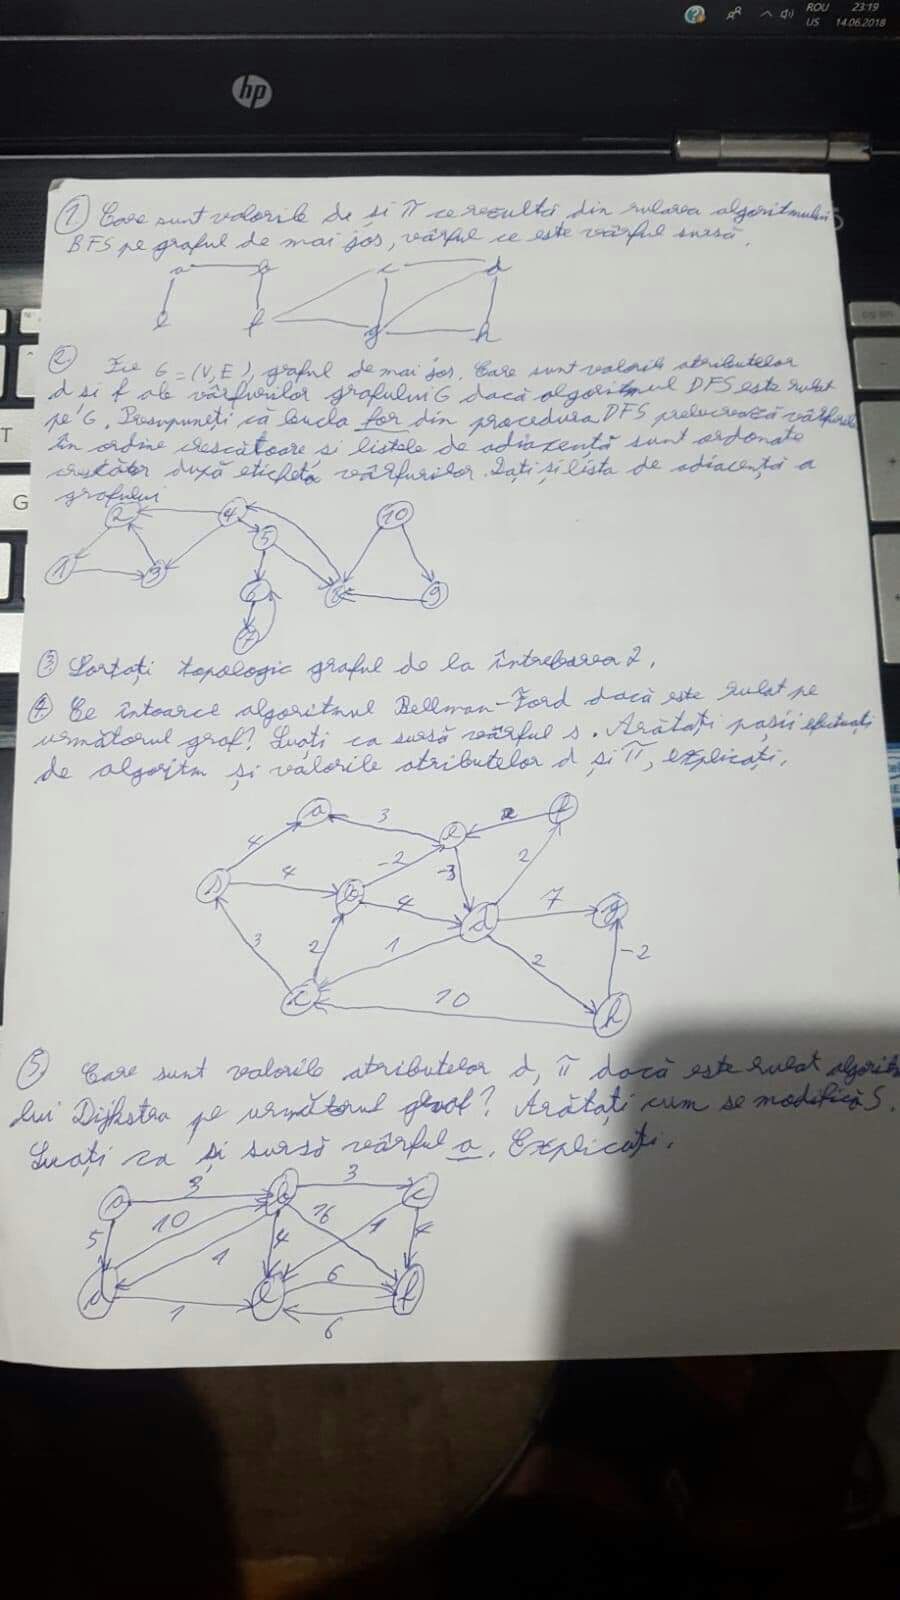 ROU 23:19
US 14.06.2018
hp
1. Care sunt valorile d și π ce rezultă din rularea algoritmului
BFS pe graful de mai jos, vârful c este vârful sursă.
a b c d
e f g h
2. Fie G = (V, E), graful de mai jos. Care sunt valorile atributelor
d și f ale vârfurilor grafului G dacă algoritmul DFS este rulat
pe G. Presupuneți că bucla for din procedura DFS prelucrează vârfurile
în ordine crescătoare și listele de adiacență sunt ordonate
crescător după eticheta vârfurilor. Dați și lista de adiacență a
grafului
2 4 5 10
1 3 6 8 9
7
3. Sortați topologic graful de la întrebarea 2.
4. Ce întoarce algoritmul Bellman-Ford dacă este rulat pe
următorul graf? Luați ca sursă vârful s. Arătați pașii efectuați
de algoritm și valorile atributelor d și π, explicați.
a 3 e f
4 -2 -3 2
s 4 b 4 d 7 g
3 2 1 2 -2
c 10 h
5. Care sunt valorile atributelor d, π dacă este rulat algoritm
lui Dijkstra pe următorul graf? Arătați cum se modifică S.
Luați ca și sursă vârful a. Explicați.
a 3 b 3 c
5 10 1 4 16 1 4
d 1 e 6 f
6